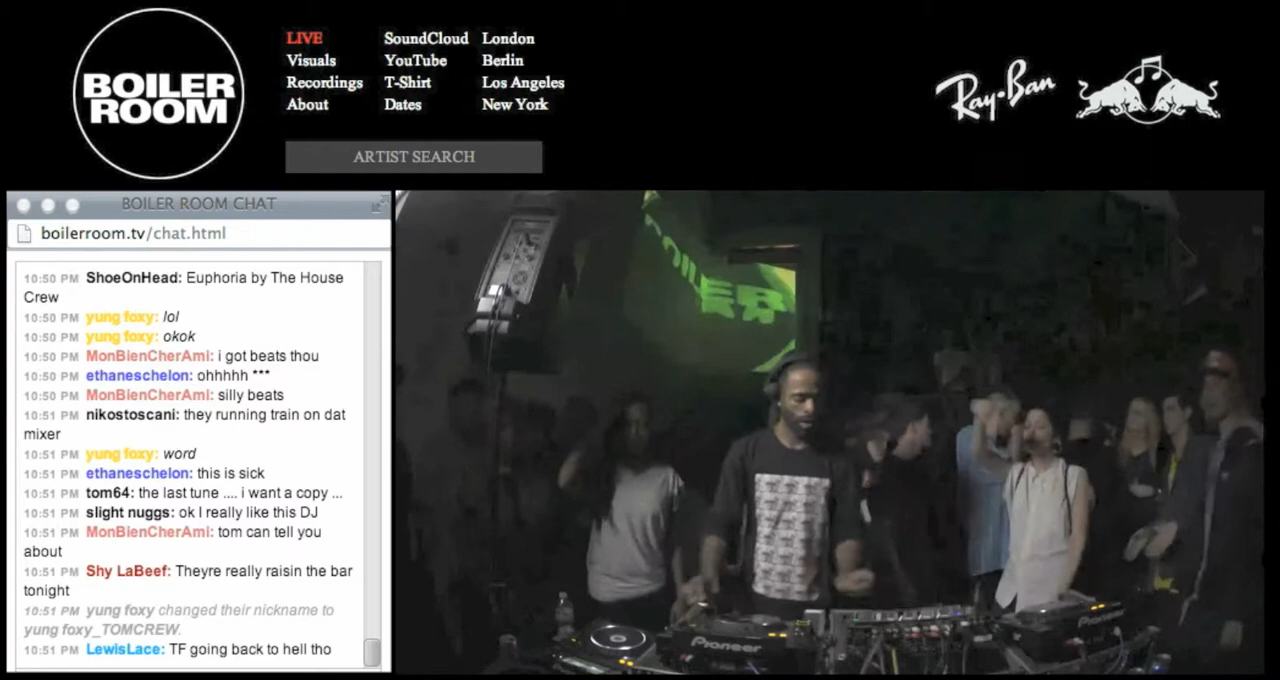 BOILER
ROOM
LIVE
Visuals
Recordings
About
SoundCloud
YouTube
T-Shirt
Dates
London
Berlin
Los Angeles
New York
ARTIST SEARCH
Ray-Ban
BOILER ROOM CHAT
boilerroom.tv/chat.html
10:50 PM ShoeOnHead: Euphoria by The House
Crew
10:50 PM yung foxy: lol
10:50 PM yung foxy: okok
10:50 PM MonBienCherAmi: i got beats thou
10:50 PM ethaneschelon: ohhhhh ***
10:50 PM MonBienCherAmi: silly beats
10:51 PM nikostoscani: they running train on dat
mixer
10:51 PM yung foxy: word
10:51 PM ethaneschelon: this is sick
10:51 PM tom64: the last tune .... i want a copy ...
10:51 PM slight nuggs: ok I really like this DJ
10:51 PM MonBienCherAmi: tom can tell you
about
10:51 PM Shy LaBeef: Theyre really raisin the bar
tonight
10:51 PM yung foxy changed their nickname to
yung foxy_TOMCREW.
10:51 PM LewisLace: TF going back to hell tho
BOILER
Pioneer